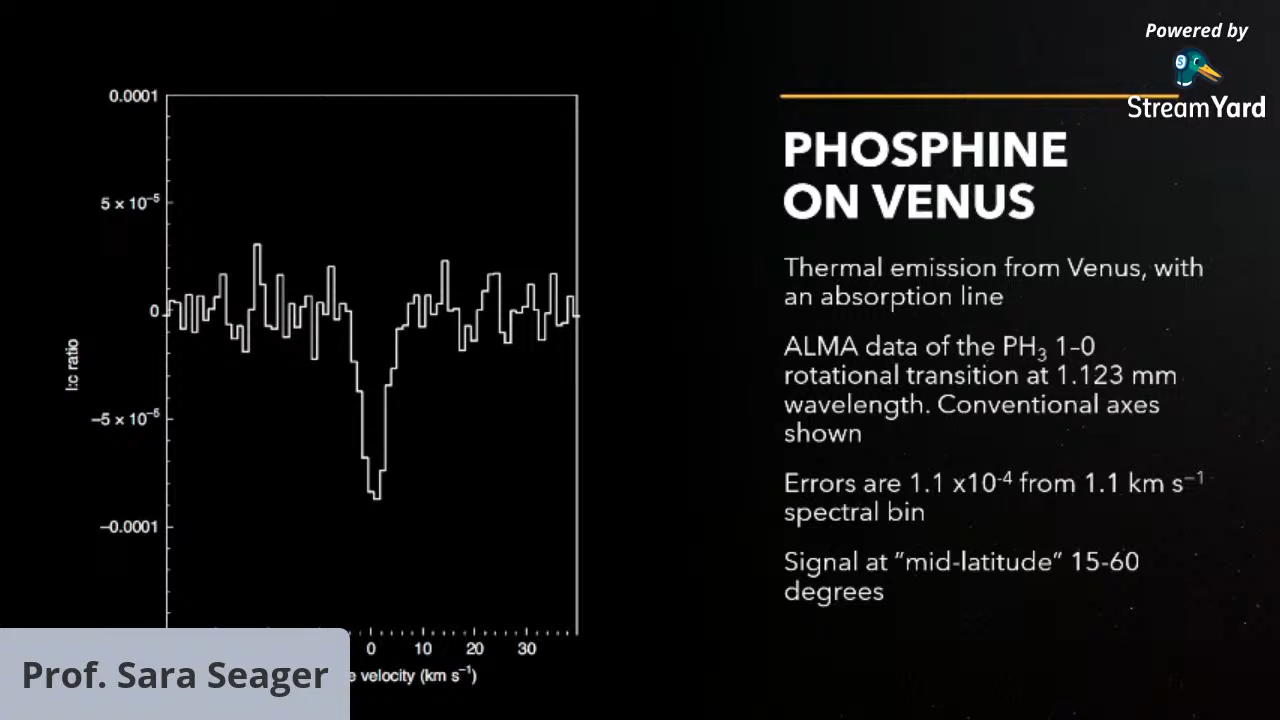 Powered by
StreamYard
0.0001
5 × 10⁻⁵
0
−5 × 10⁻⁵
−0.0001
l:c ratio
0 10 20 30
velocity (km s⁻¹)
PHOSPHINE
ON VENUS
Thermal emission from Venus, with
an absorption line
ALMA data of the PH₃ 1–0
rotational transition at 1.123 mm
wavelength. Conventional axes
shown
Errors are 1.1 x10⁻⁴ from 1.1 km s⁻¹
spectral bin
Signal at ”mid-latitude” 15-60
degrees
Prof. Sara Seager